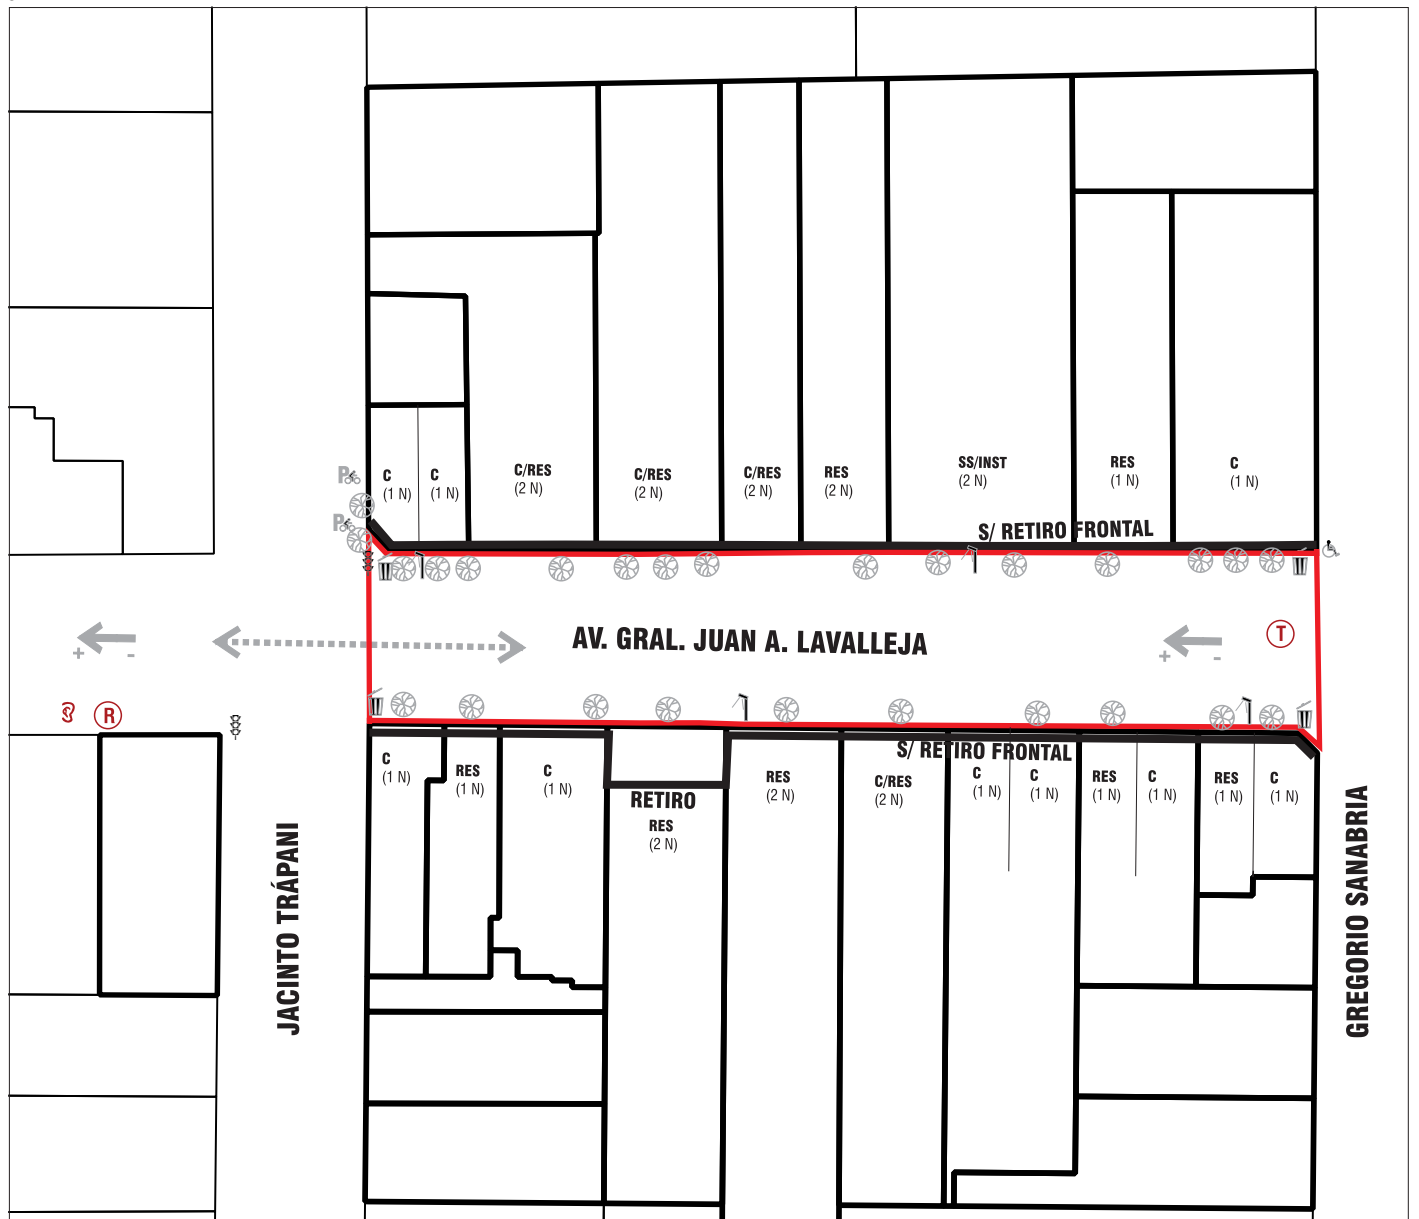 C
(1 N)
C
(1 N)
C/RES
(2 N)
C/RES
(2 N)
C/RES
(2 N)
RES
(2 N)
SS/INST
(2 N)
RES
(1 N)
C
(1 N)
P
P
S/ RETIRO FRONTAL
AV. GRAL. JUAN A. LAVALLEJA
+ -
+ -
T
R
S/ RETIRO FRONTAL
C
(1 N)
RES
(1 N)
C
(1 N)
RETIRO
RES
(2 N)
RES
(2 N)
C/RES
(2 N)
C
(1 N)
C
(1 N)
RES
(1 N)
C
(1 N)
RES
(1 N)
C
(1 N)
JACINTO TRÁPANI
GREGORIO SANABRIA